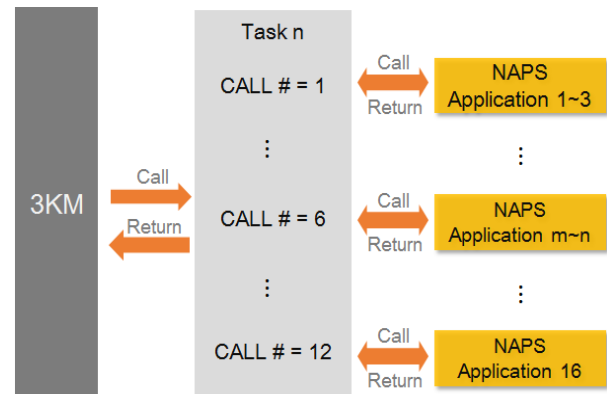 Task n
CALL # = 1
Call
Return
NAPS
Application 1~3
⋮
⋮
3KM
Call
Return
CALL # = 6
Call
Return
NAPS
Application m~n
⋮
⋮
CALL # = 12
Call
Return
NAPS
Application 16